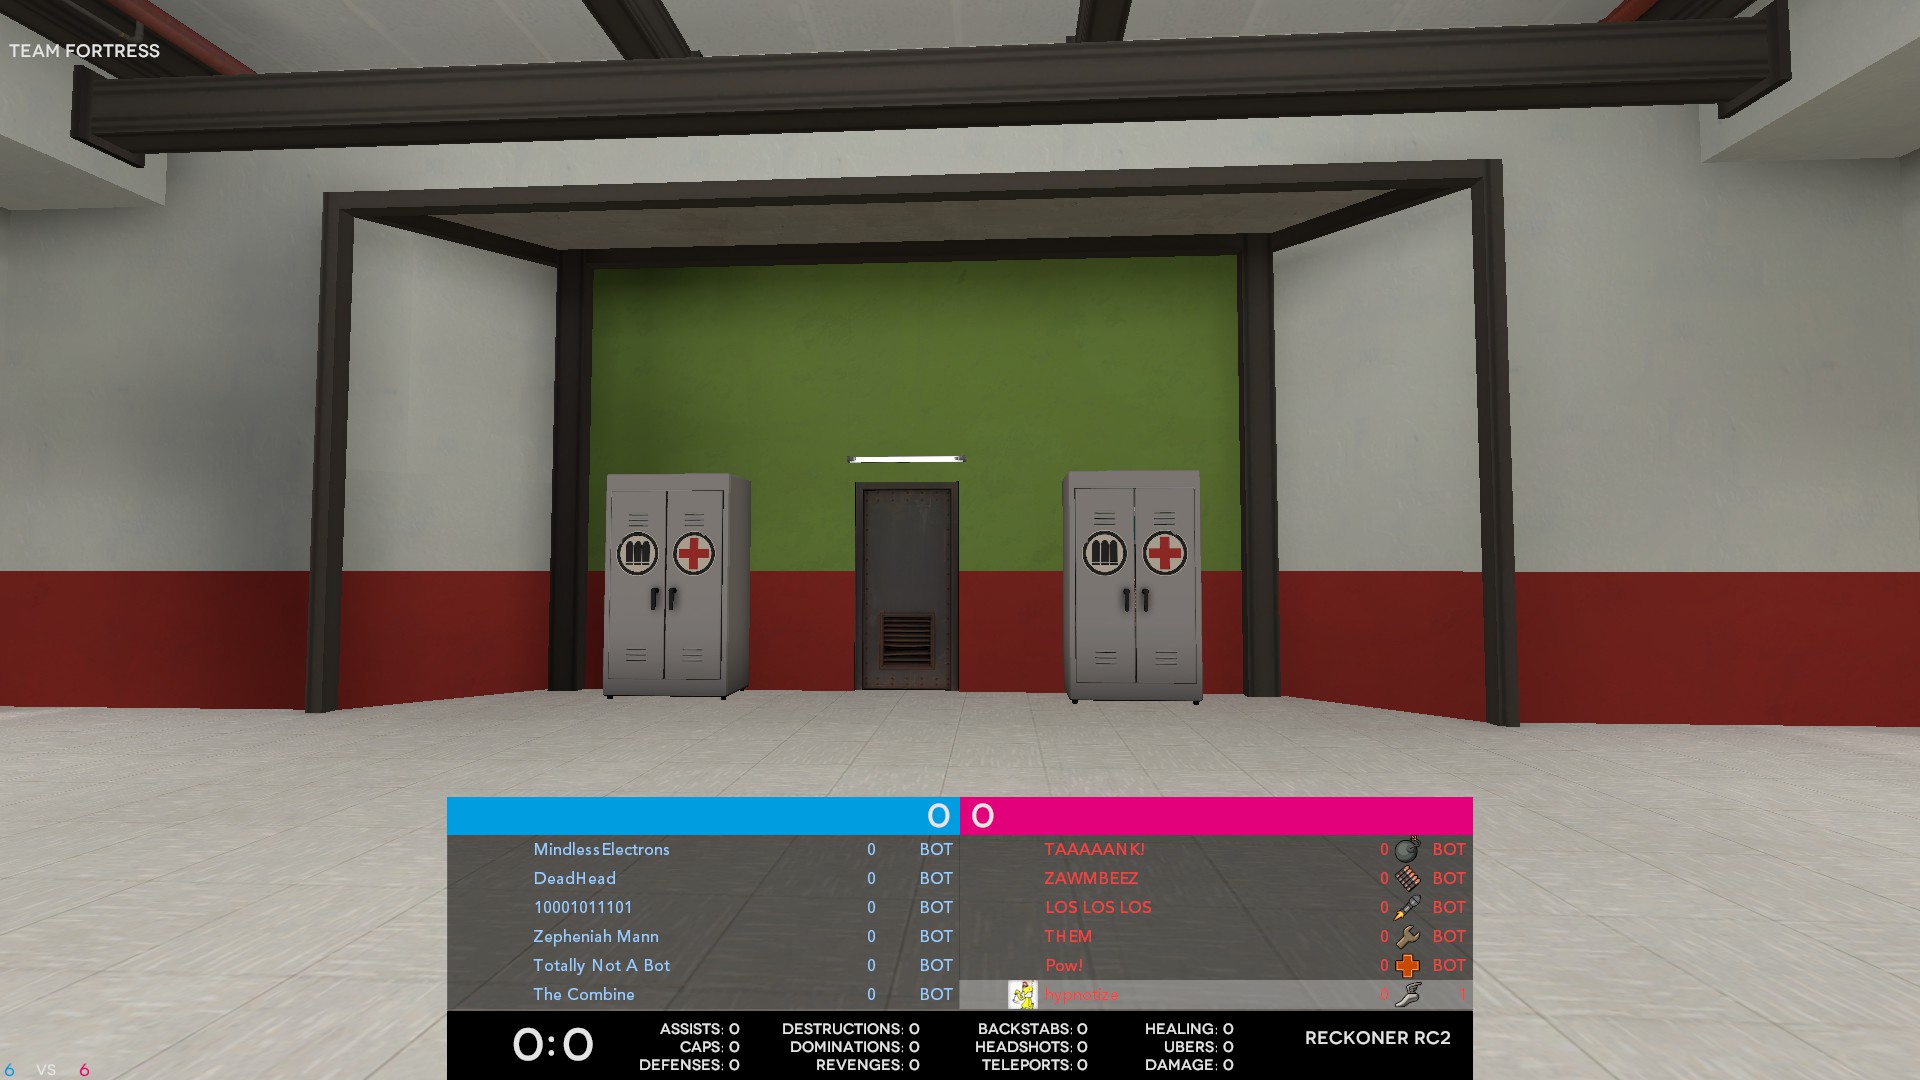 TEAM FORTRESS
0 0
MindlessElectrons 0 BOT
DeadHead 0 BOT
10001011101 0 BOT
Zepheniah Mann 0 BOT
Totally Not A Bot 0 BOT
The Combine 0 BOT
TAAAAANK! 0 BOT
ZAWMBEEZ 0 BOT
LOS LOS LOS 0 BOT
THEM 0 BOT
Pow! 0 BOT
hypnotize 0 1
0:0
ASSISTS: 0
CAPS: 0
DEFENSES: 0
DESTRUCTIONS: 0
DOMINATIONS: 0
REVENGES: 0
BACKSTABS: 0
HEADSHOTS: 0
TELEPORTS: 0
HEALING: 0
UBERS: 0
DAMAGE: 0
RECKONER RC2
6 VS 6